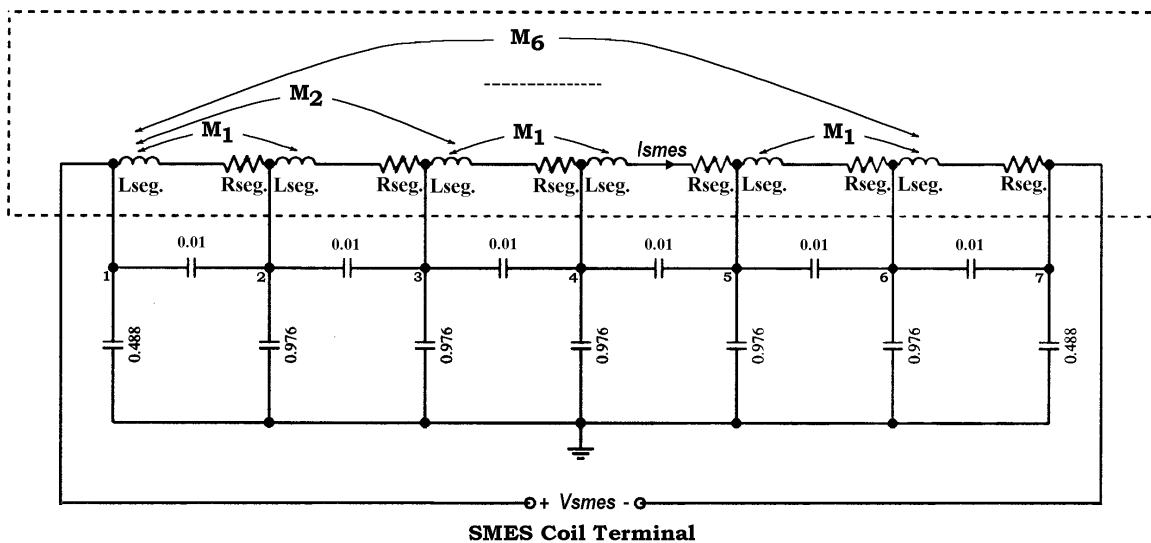 M6
M2
M1 M1 M1
Ismes
Lseg. Rseg. Lseg. Rseg. Lseg. Rseg. Lseg. Rseg. Lseg. Rseg. Lseg. Rseg.
0.01 0.01 0.01 0.01 0.01 0.01
1 2 3 4 5 6 7
0.488 0.976 0.976 0.976 0.976 0.976 0.488
+ Vsmes -
SMES Coil Terminal